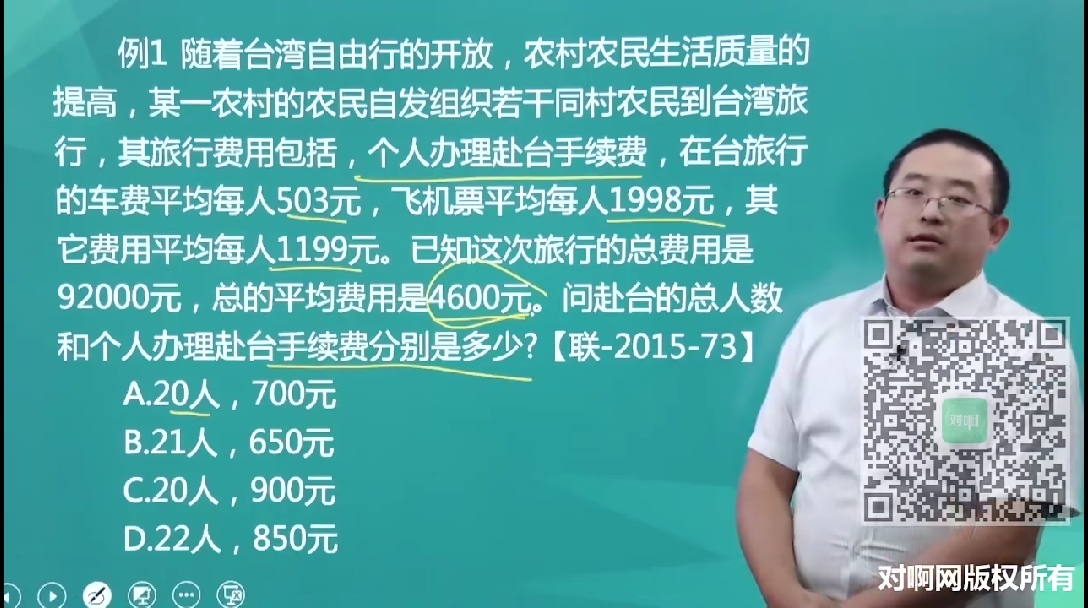 例1 随着台湾自由行的开放，农村农民生活质量的
提高，某一农村的农民自发组织若干同村农民到台湾旅
行，其旅行费用包括，个人办理赴台手续费，在台旅行
的车费平均每人503元，飞机票平均每人1998元，其
它费用平均每人1199元。已知这次旅行的总费用是
92000元，总的平均费用是4600元。问赴台的总人数
和个人办理赴台手续费分别是多少?【联-2015-73】
A.20人，700元
B.21人，650元
C.20人，900元
D.22人，850元
对啊
对啊网版权所有